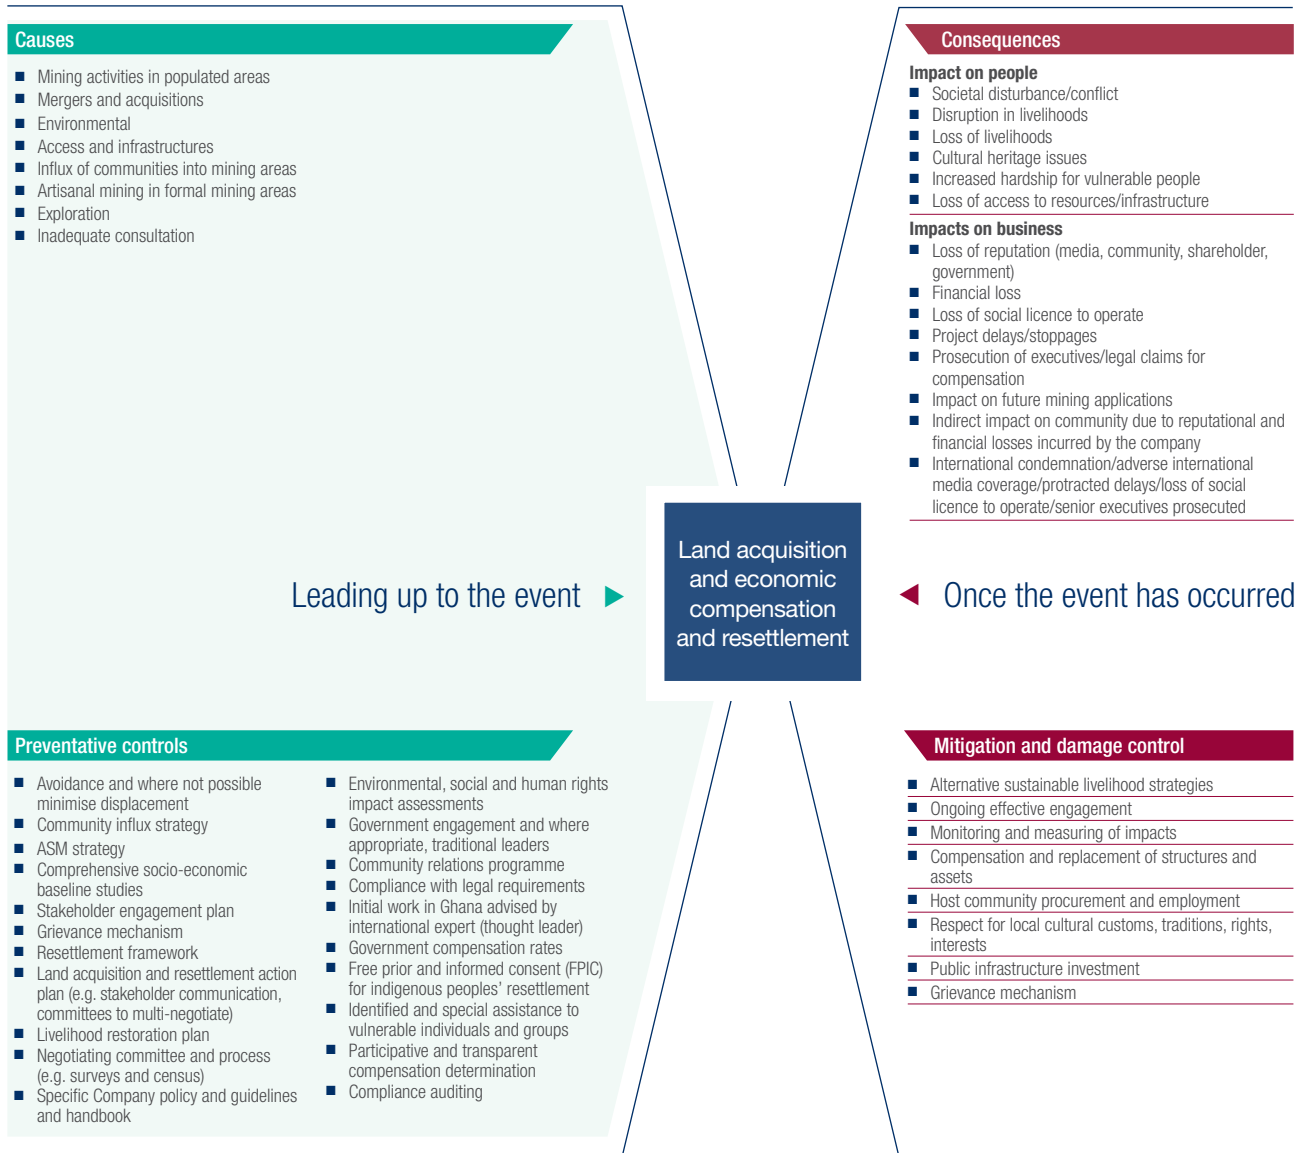 Causes
Mining activities in populated areas
Mergers and acquisitions
Environmental
Access and infrastructures
Influx of communities into mining areas
Artisanal mining in formal mining areas
Exploration
Inadequate consultation
Consequences
Impact on people
Societal disturbance/conflict
Disruption in livelihoods
Loss of livelihoods
Cultural heritage issues
Increased hardship for vulnerable people
Loss of access to resources/infrastructure
Impacts on business
Loss of reputation (media, community, shareholder,
government)
Financial loss
Loss of social licence to operate
Project delays/stoppages
Prosecution of executives/legal claims for
compensation
Impact on future mining applications
Indirect impact on community due to reputational and
financial losses incurred by the company
International condemnation/adverse international
media coverage/protracted delays/loss of social
licence to operate/senior executives prosecuted
Leading up to the event
Land acquisition
and economic
compensation
and resettlement
Once the event has occurred
Preventative controls
Avoidance and where not possible
minimise displacement
Community influx strategy
ASM strategy
Comprehensive socio-economic
baseline studies
Stakeholder engagement plan
Grievance mechanism
Resettlement framework
Land acquisition and resettlement action
plan (e.g. stakeholder communication,
committees to multi-negotiate)
Livelihood restoration plan
Negotiating committee and process
(e.g. surveys and census)
Specific Company policy and guidelines
and handbook
Environmental, social and human rights
impact assessments
Government engagement and where
appropriate, traditional leaders
Community relations programme
Compliance with legal requirements
Initial work in Ghana advised by
international expert (thought leader)
Government compensation rates
Free prior and informed consent (FPIC)
for indigenous peoples' resettlement
Identified and special assistance to
vulnerable individuals and groups
Participative and transparent
compensation determination
Compliance auditing
Mitigation and damage control
Alternative sustainable livelihood strategies
Ongoing effective engagement
Monitoring and measuring of impacts
Compensation and replacement of structures and
assets
Host community procurement and employment
Respect for local cultural customs, traditions, rights,
interests
Public infrastructure investment
Grievance mechanism